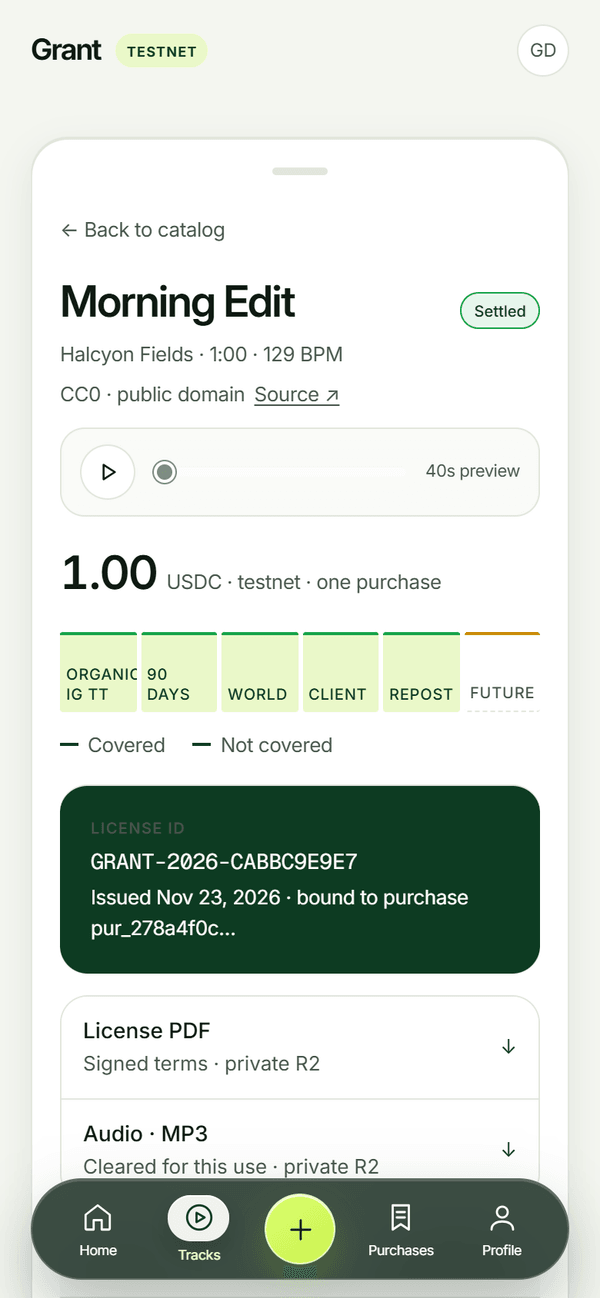 Grant TESTNET GD
← Back to catalog
Morning Edit
Settled
Halcyon Fields · 1:00 · 129 BPM
CC0 · public domain Source ↗
40s preview
1.00 USDC · testnet · one purchase
ORGANIC
IG TT
90
DAYS
WORLD
CLIENT
REPOST
FUTURE
Covered Not covered
LICENSE ID
GRANT-2026-CABBC9E9E7
Issued Nov 23, 2026 · bound to purchase
pur_278a4f0c…
License PDF
Signed terms · private R2
↓
Audio · MP3
Cleared for this use · private R2
↓
Home
Tracks
+
Purchases
Profile